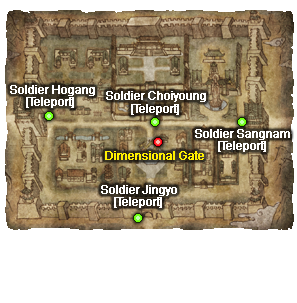 Soldier Hogang
[Teleport]
Soldier Choiyoung
[Teleport]
Soldier Sangnam
[Teleport]
Dimensional Gate
Soldier Jingyo
[Teleport]